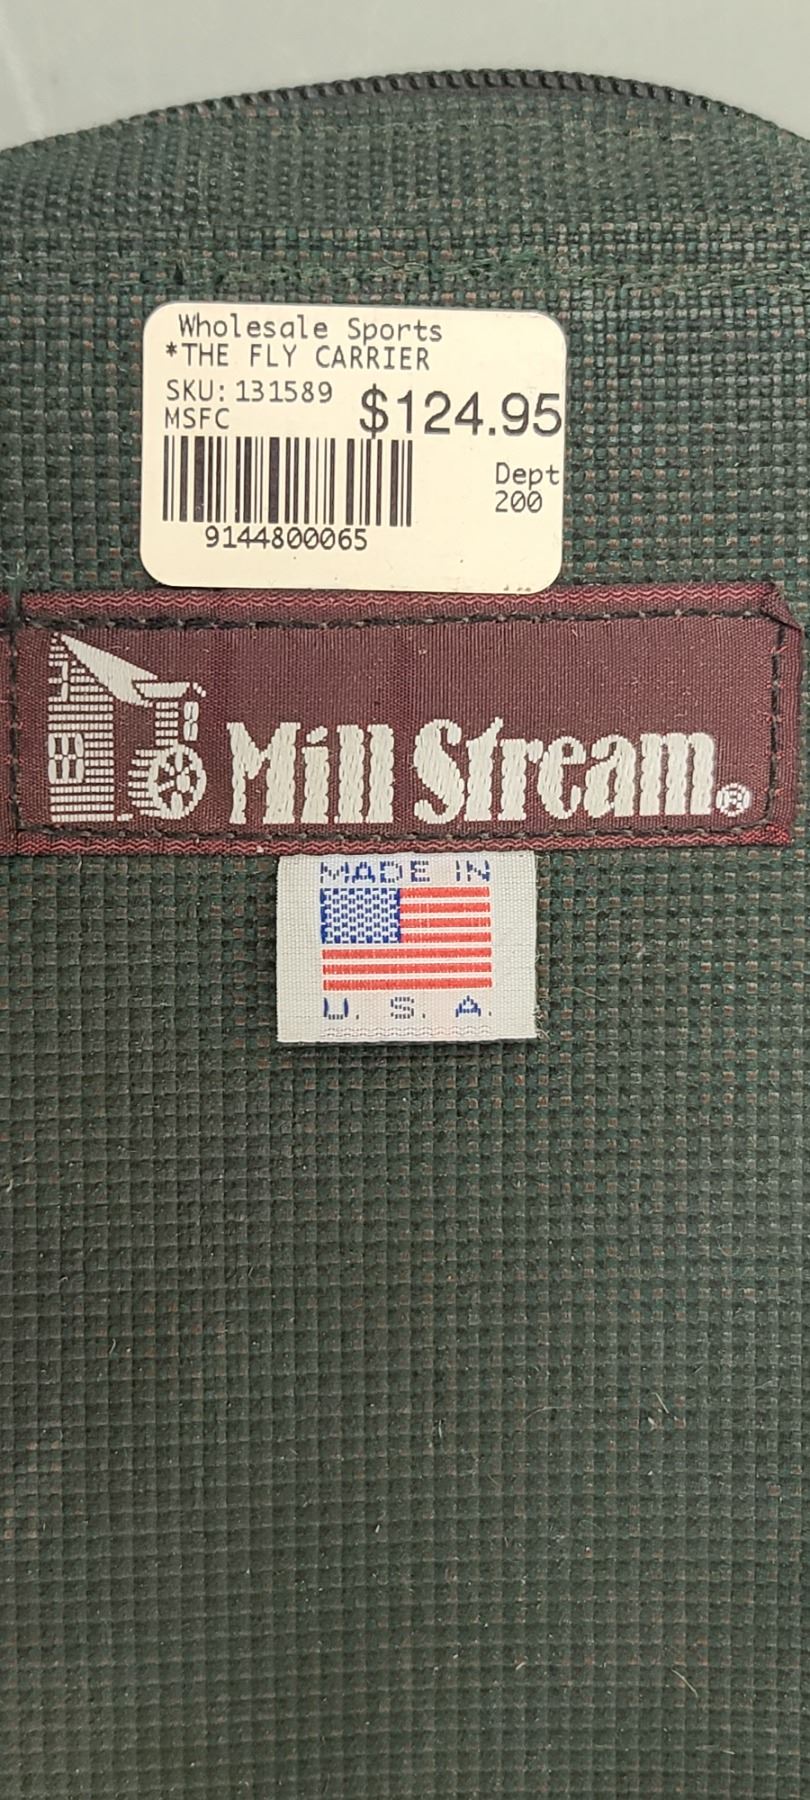 Wholesale Sports
*THE FLY CARRIER
SKU: 131589
MSFC
$124.95
Dept
200
9144800065
Mill Stream®
MADE IN
U. S. A.